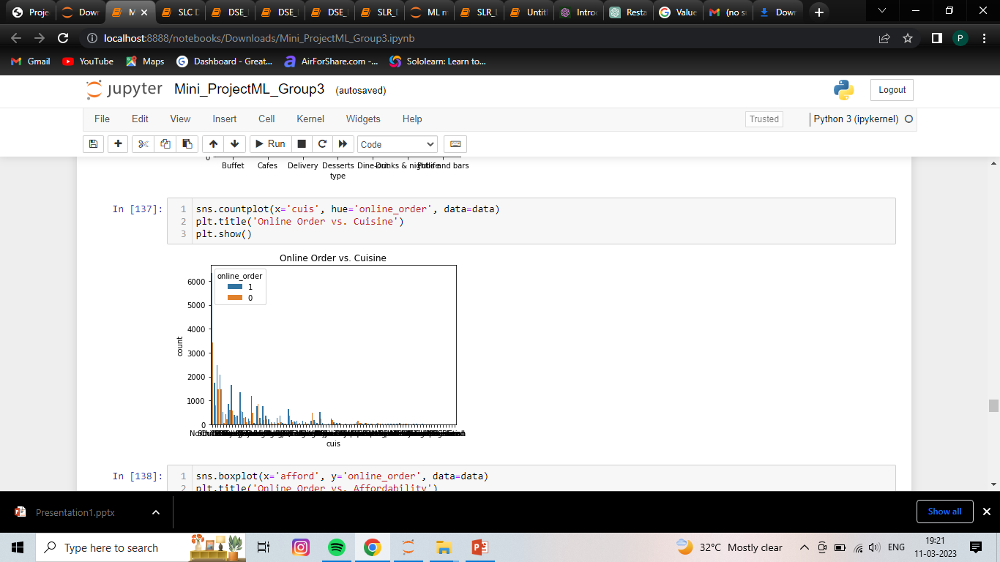 Proje
Down
M
SLC D
DSE_
DSE_
DSE_
SLR_D
ML m
SLR_L
Untit
Introd
Resta
Value
(no su
Down
localhost:8888/notebooks/Downloads/Mini_ProjectML_Group3.ipynb
P
Gmail
YouTube
Maps
Dashboard - Great...
AirForShare.com -...
Sololearn: Learn to...
jupyter Mini_ProjectML_Group3 (autosaved)
Logout
File Edit View Insert Cell Kernel Widgets Help
Trusted
Python 3 (ipykernel)
Run
Code
0
Buffet Cafes Delivery Desserts Dine-out Drinks & nightlife Pubs and bars
type
In [137]:
1 sns.countplot(x='cuis', hue='online_order', data=data)
2 plt.title('Online Order vs. Cuisine')
3 plt.show()
Online Order vs. Cuisine
online_order
1
0
6000
5000
4000
3000
2000
1000
0
count
cuis
In [138]:
1 sns.boxplot(x='afford', y='online_order', data=data)
2 plt.title('Online Order vs. Affordability')
Presentation1.pptx
Show all
Type here to search
32°C Mostly clear
ENG
19:21
11-03-2023